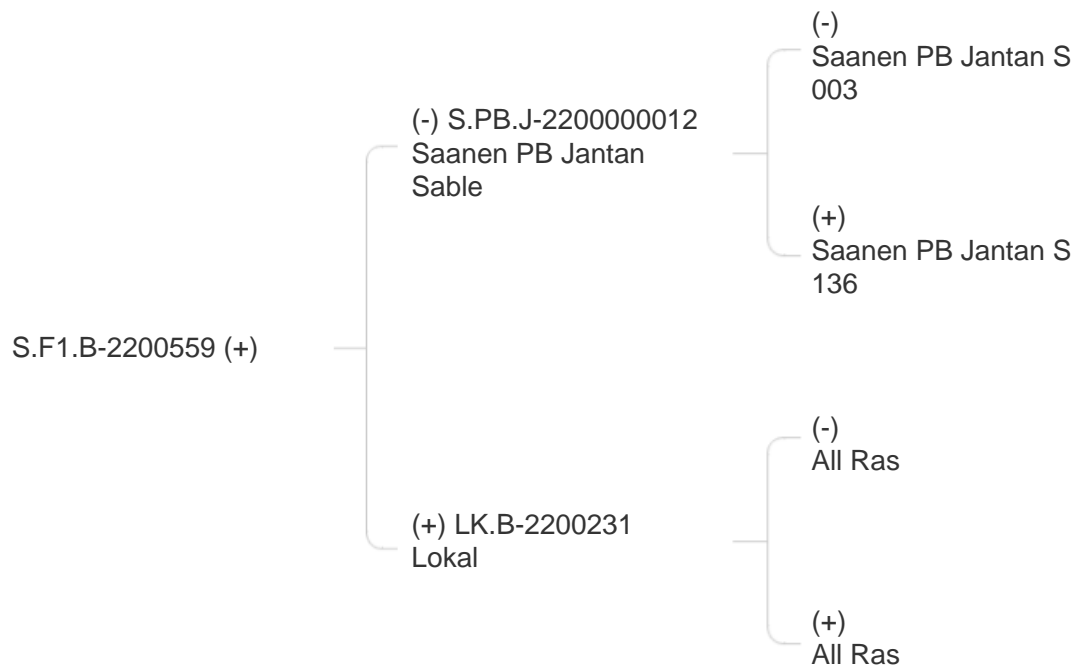 (-)
Saanen PB Jantan S
003
(-) S.PB.J-2200000012
Saanen PB Jantan
Sable
(+)
Saanen PB Jantan S
136
S.F1.B-2200559 (+)
(-)
All Ras
(+) LK.B-2200231
Lokal
(+)
All Ras